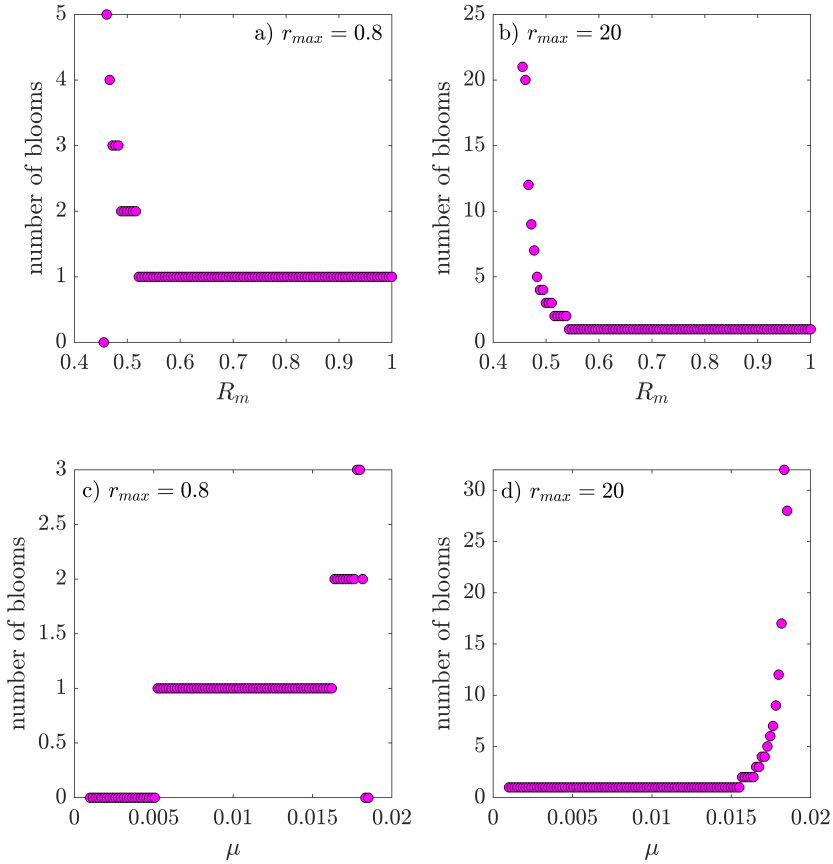 a) r_max = 0.8
number of blooms
5
4
3
2
1
0
0.4 0.5 0.6 0.7 0.8 0.9 1
R_m
b) r_max = 20
number of blooms
25
20
15
10
5
0
0.4 0.5 0.6 0.7 0.8 0.9 1
R_m
c) r_max = 0.8
number of blooms
3
2.5
2
1.5
1
0.5
0
0 0.005 0.01 0.015 0.02
μ
d) r_max = 20
number of blooms
30
25
20
15
10
5
0
0 0.005 0.01 0.015 0.02
μ